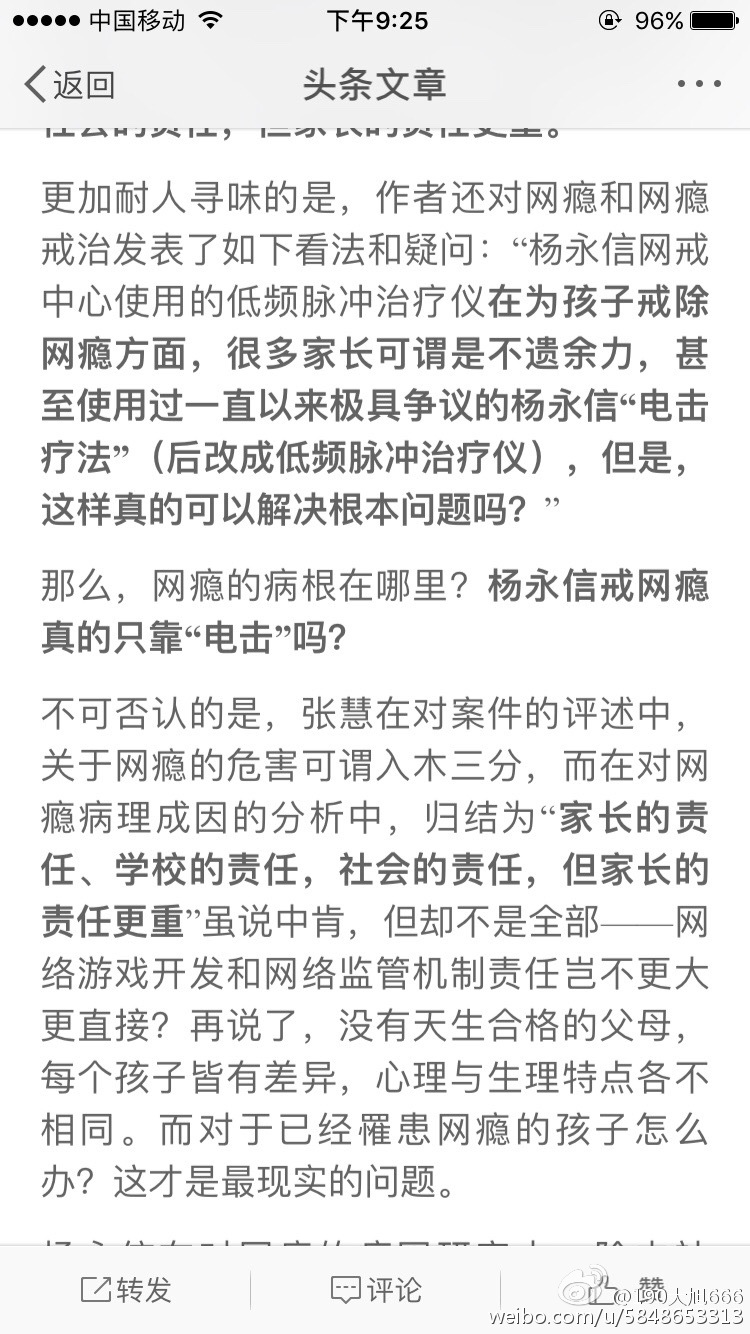 中国移动 下午9:25 96%
返回 头条文章
社会的责任，但家长的责任更重。
更加耐人寻味的是，作者还对网瘾和网瘾
戒治发表了如下看法和疑问：“杨永信网戒
中心使用的低频脉冲治疗仪在为孩子戒除
网瘾方面，很多家长可谓是不遗余力，甚
至使用过一直以来极具争议的杨永信“电击
疗法”（后改成低频脉冲治疗仪），但是，
这样真的可以解决根本问题吗？”
那么，网瘾的病根在哪里？杨永信戒网瘾
真的只靠“电击”吗？
不可否认的是，张慧在对案件的评述中，
关于网瘾的危害可谓入木三分，而在对网
瘾病理成因的分析中，归结为“家长的责
任、学校的责任，社会的责任，但家长的
责任更重”虽说中肯，但却不是全部——网
络游戏开发和网络监管机制责任岂不更大
更直接？再说了，没有天生合格的父母，
每个孩子皆有差异，心理与生理特点各不
相同。而对于已经罹患网瘾的孩子怎么
办？这才是最现实的问题。
转发 评论 赞
weibo.com/u/5848653313